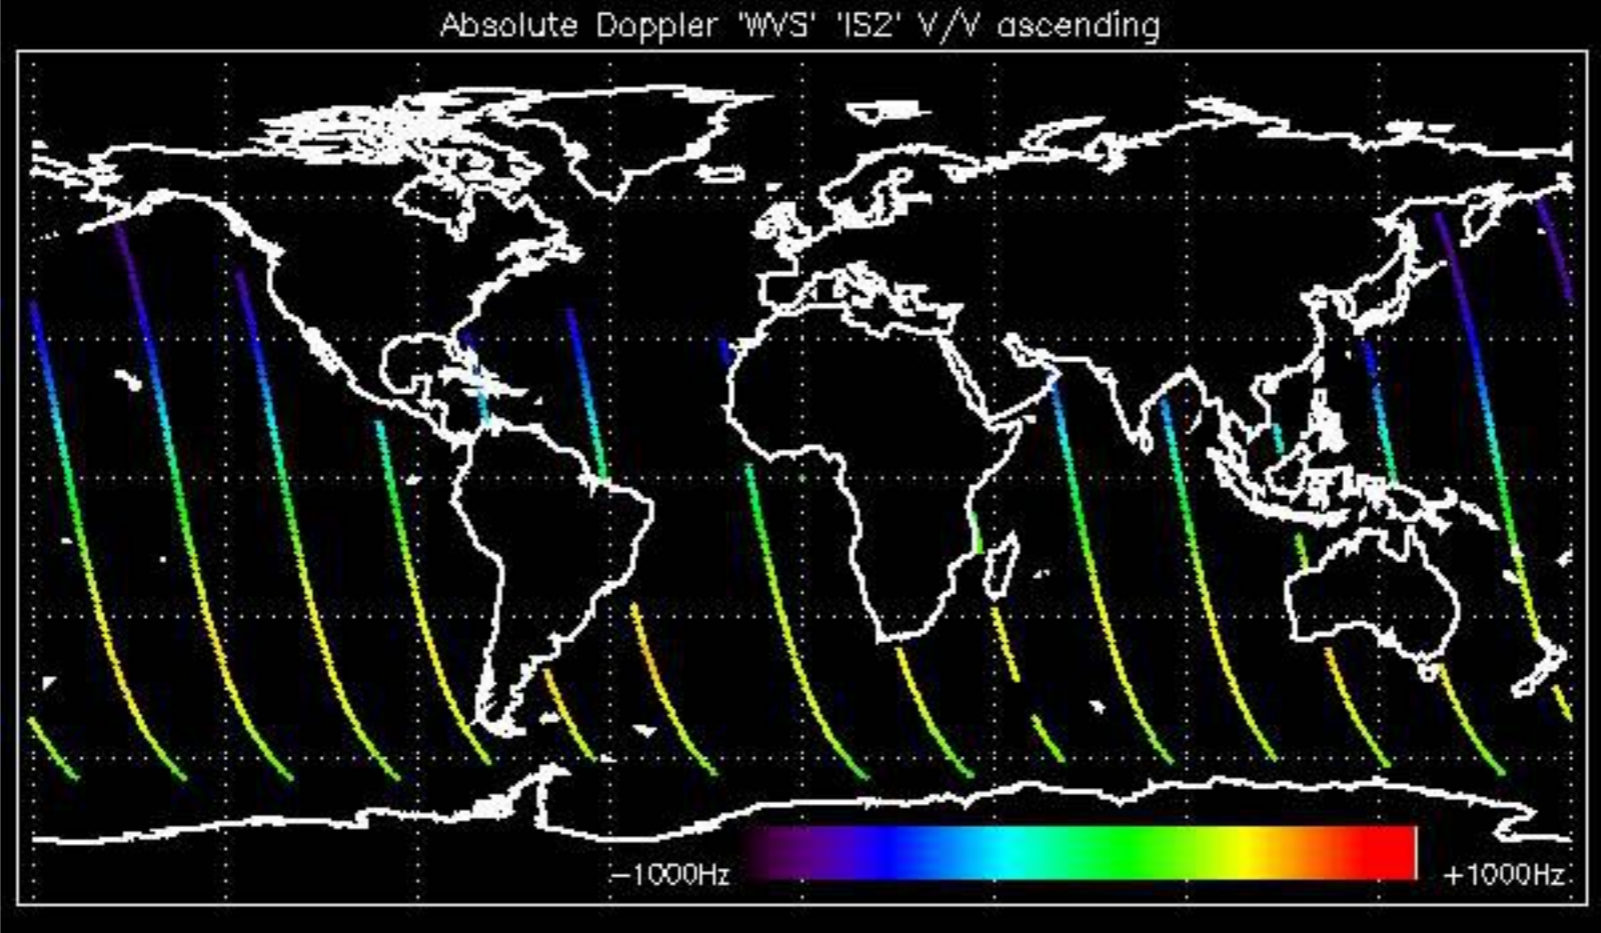 Absolute Doppler 'WVS' 'IS2' V/V ascending
-1000Hz +1000Hz